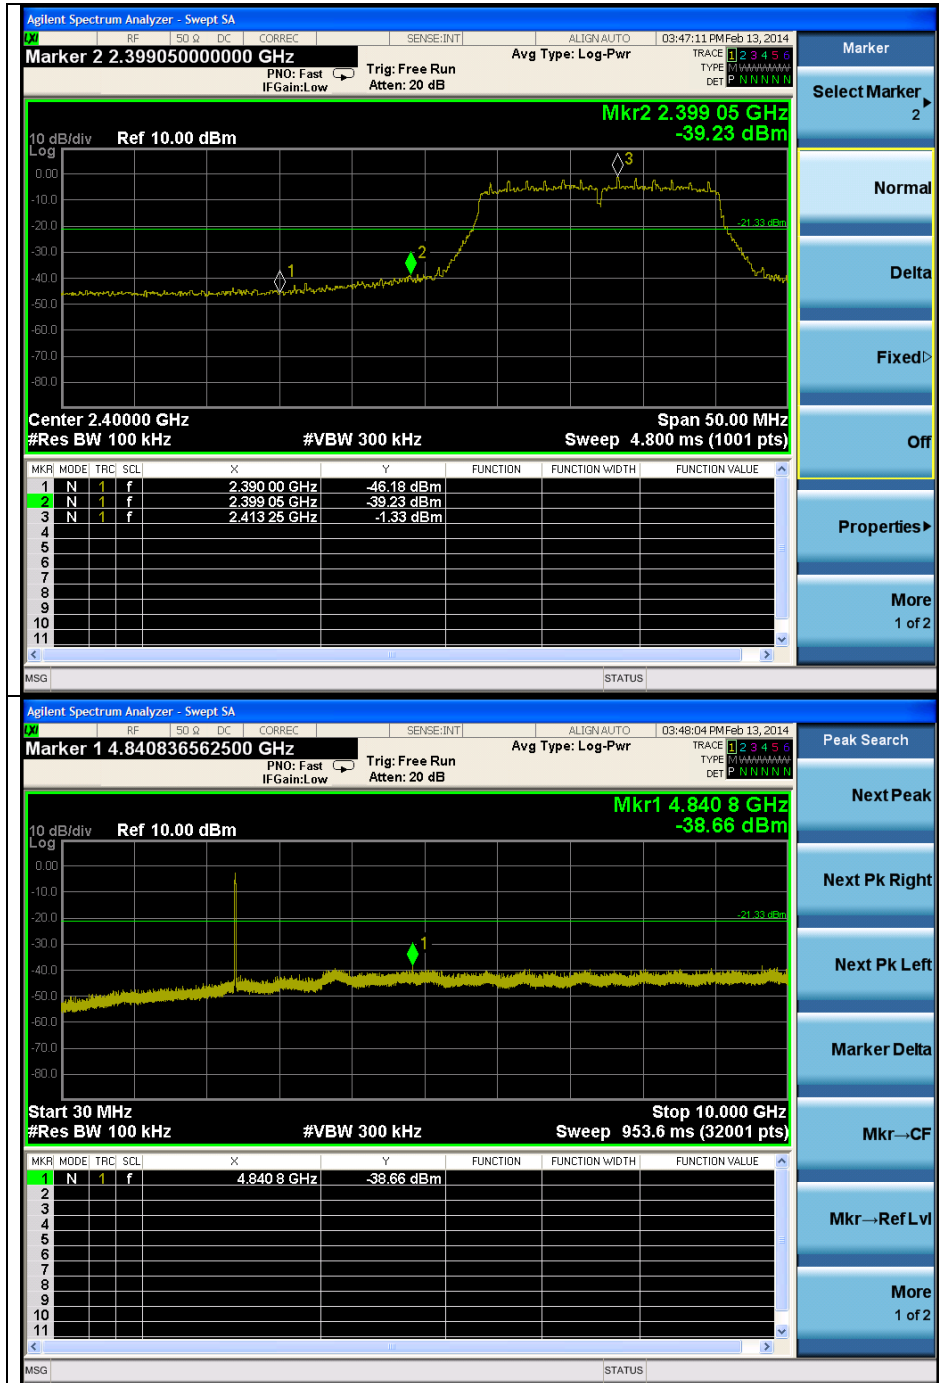 Agilent Spectrum Analyzer - Swept SA
LXI RF 50 Ω DC CORREC SENSE:INT ALIGN AUTO 03:47:11 PM Feb 13, 2014
Marker 2 2.399050000000 GHz
PNO: Fast
IFGain:Low
Trig: Free Run
Atten: 20 dB
Avg Type: Log-Pwr
TRACE 1 2 3 4 5 6
TYPE M WWWWW
DET P N N N N N
Mkr2 2.399 05 GHz
-39.23 dBm
10 dB/div Ref 10.00 dBm
Log
0.00
-10.0
-20.0
-30.0
-40.0
-50.0
-60.0
-70.0
-80.0
-21.33 dBm
1
2
3
Center 2.40000 GHz Span 50.00 MHz
#Res BW 100 kHz #VBW 300 kHz Sweep 4.800 ms (1001 pts)
MKR MODE TRC SCL X Y FUNCTION FUNCTION WIDTH FUNCTION VALUE
1 N 1 f 2.390 00 GHz -46.18 dBm
2 N 1 f 2.399 05 GHz -39.23 dBm
3 N 1 f 2.413 25 GHz -1.33 dBm
4
5
6
7
8
9
10
11
MSG STATUS
Marker
Select Marker
2
Normal
Delta
Fixed
Off
Properties
More
1 of 2
Agilent Spectrum Analyzer - Swept SA
LXI RF 50 Ω DC CORREC SENSE:INT ALIGN AUTO 03:48:04 PM Feb 13, 2014
Marker 1 4.840836562500 GHz
PNO: Fast
IFGain:Low
Trig: Free Run
Atten: 20 dB
Avg Type: Log-Pwr
TRACE 1 2 3 4 5 6
TYPE M WWWWW
DET P N N N N N
Mkr1 4.840 8 GHz
-38.66 dBm
10 dB/div Ref 10.00 dBm
Log
0.00
-10.0
-20.0
-30.0
-40.0
-50.0
-60.0
-70.0
-80.0
-21.33 dBm
1
Start 30 MHz Stop 10.000 GHz
#Res BW 100 kHz #VBW 300 kHz Sweep 953.6 ms (32001 pts)
MKR MODE TRC SCL X Y FUNCTION FUNCTION WIDTH FUNCTION VALUE
1 N 1 f 4.840 8 GHz -38.66 dBm
2
3
4
5
6
7
8
9
10
11
MSG STATUS
Peak Search
Next Peak
Next Pk Right
Next Pk Left
Marker Delta
Mkr→CF
Mkr→Ref Lvl
More
1 of 2